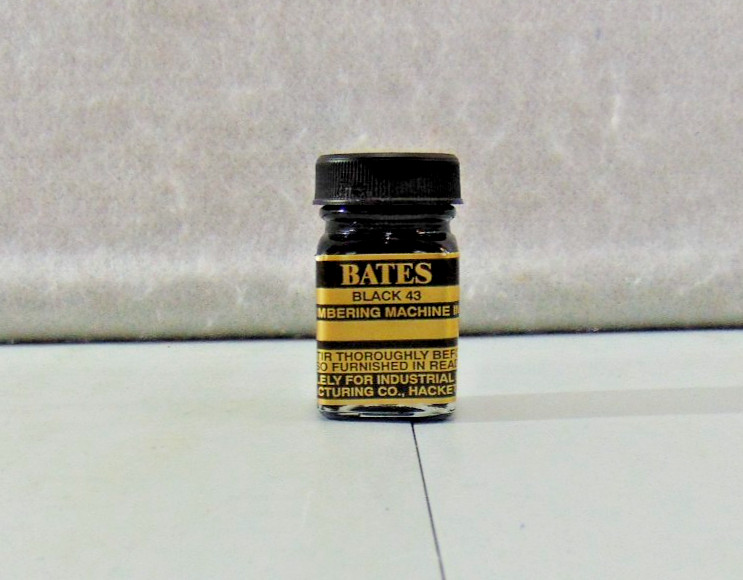 BATES
BLACK 43
MBERING MACHINE
TIR THOROUGHLY BEF
SO FURNISHED IN REA
ELY FOR INDUSTRIAL
CTURING CO., HACKE